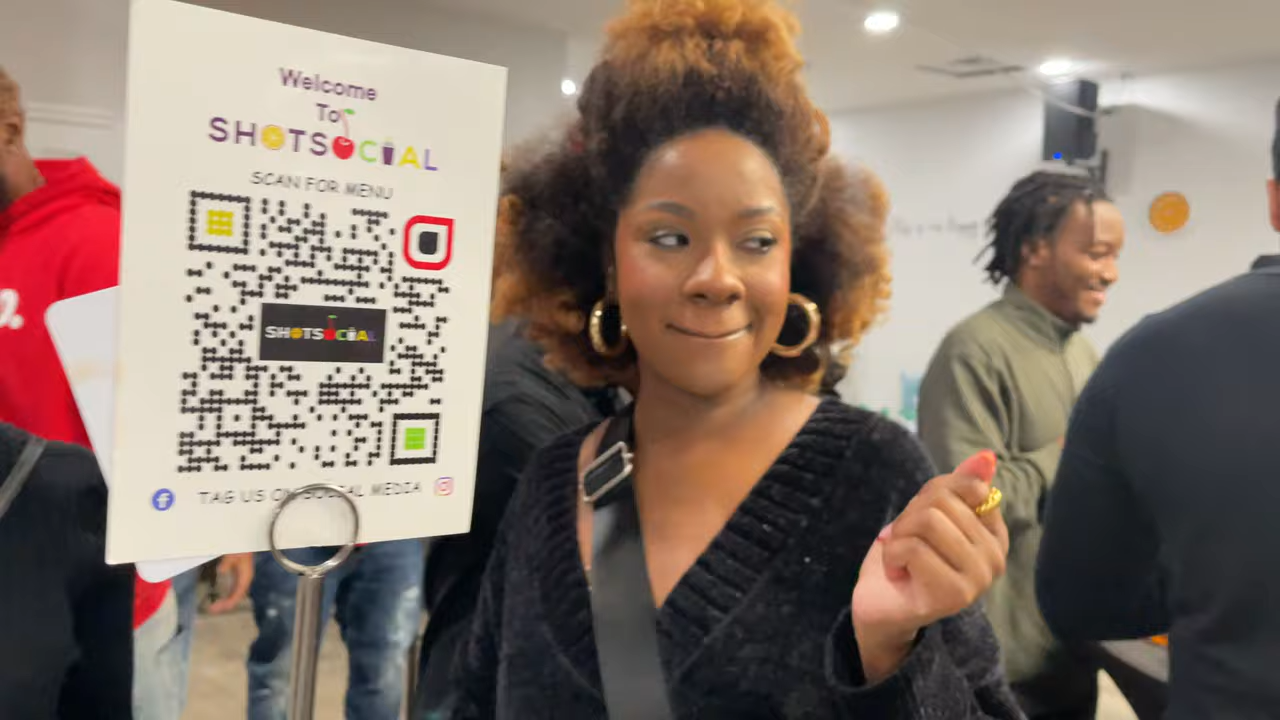 Welcome
To
SHOTSOCIAL
SCAN FOR MENU
SHOTSOCIAL
TAG US ON SOCIAL MEDIA